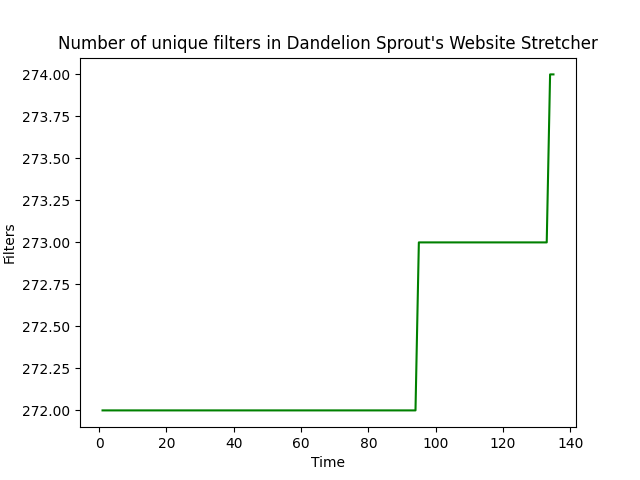 Number of unique filters in Dandelion Sprout's Website Stretcher
274.00
273.75
273.50
273.25
273.00
272.75
272.50
272.25
272.00
Filters
0 20 40 60 80 100 120 140
Time